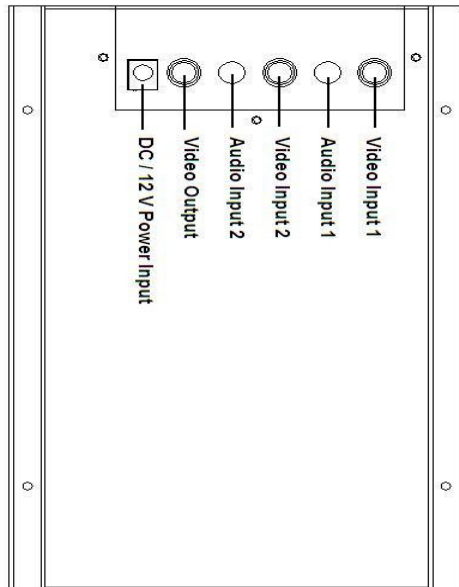 Video Input 1
Audio Input 1
Video Input 2
Audio Input 2
Video Output
DC / 12 V Power Input